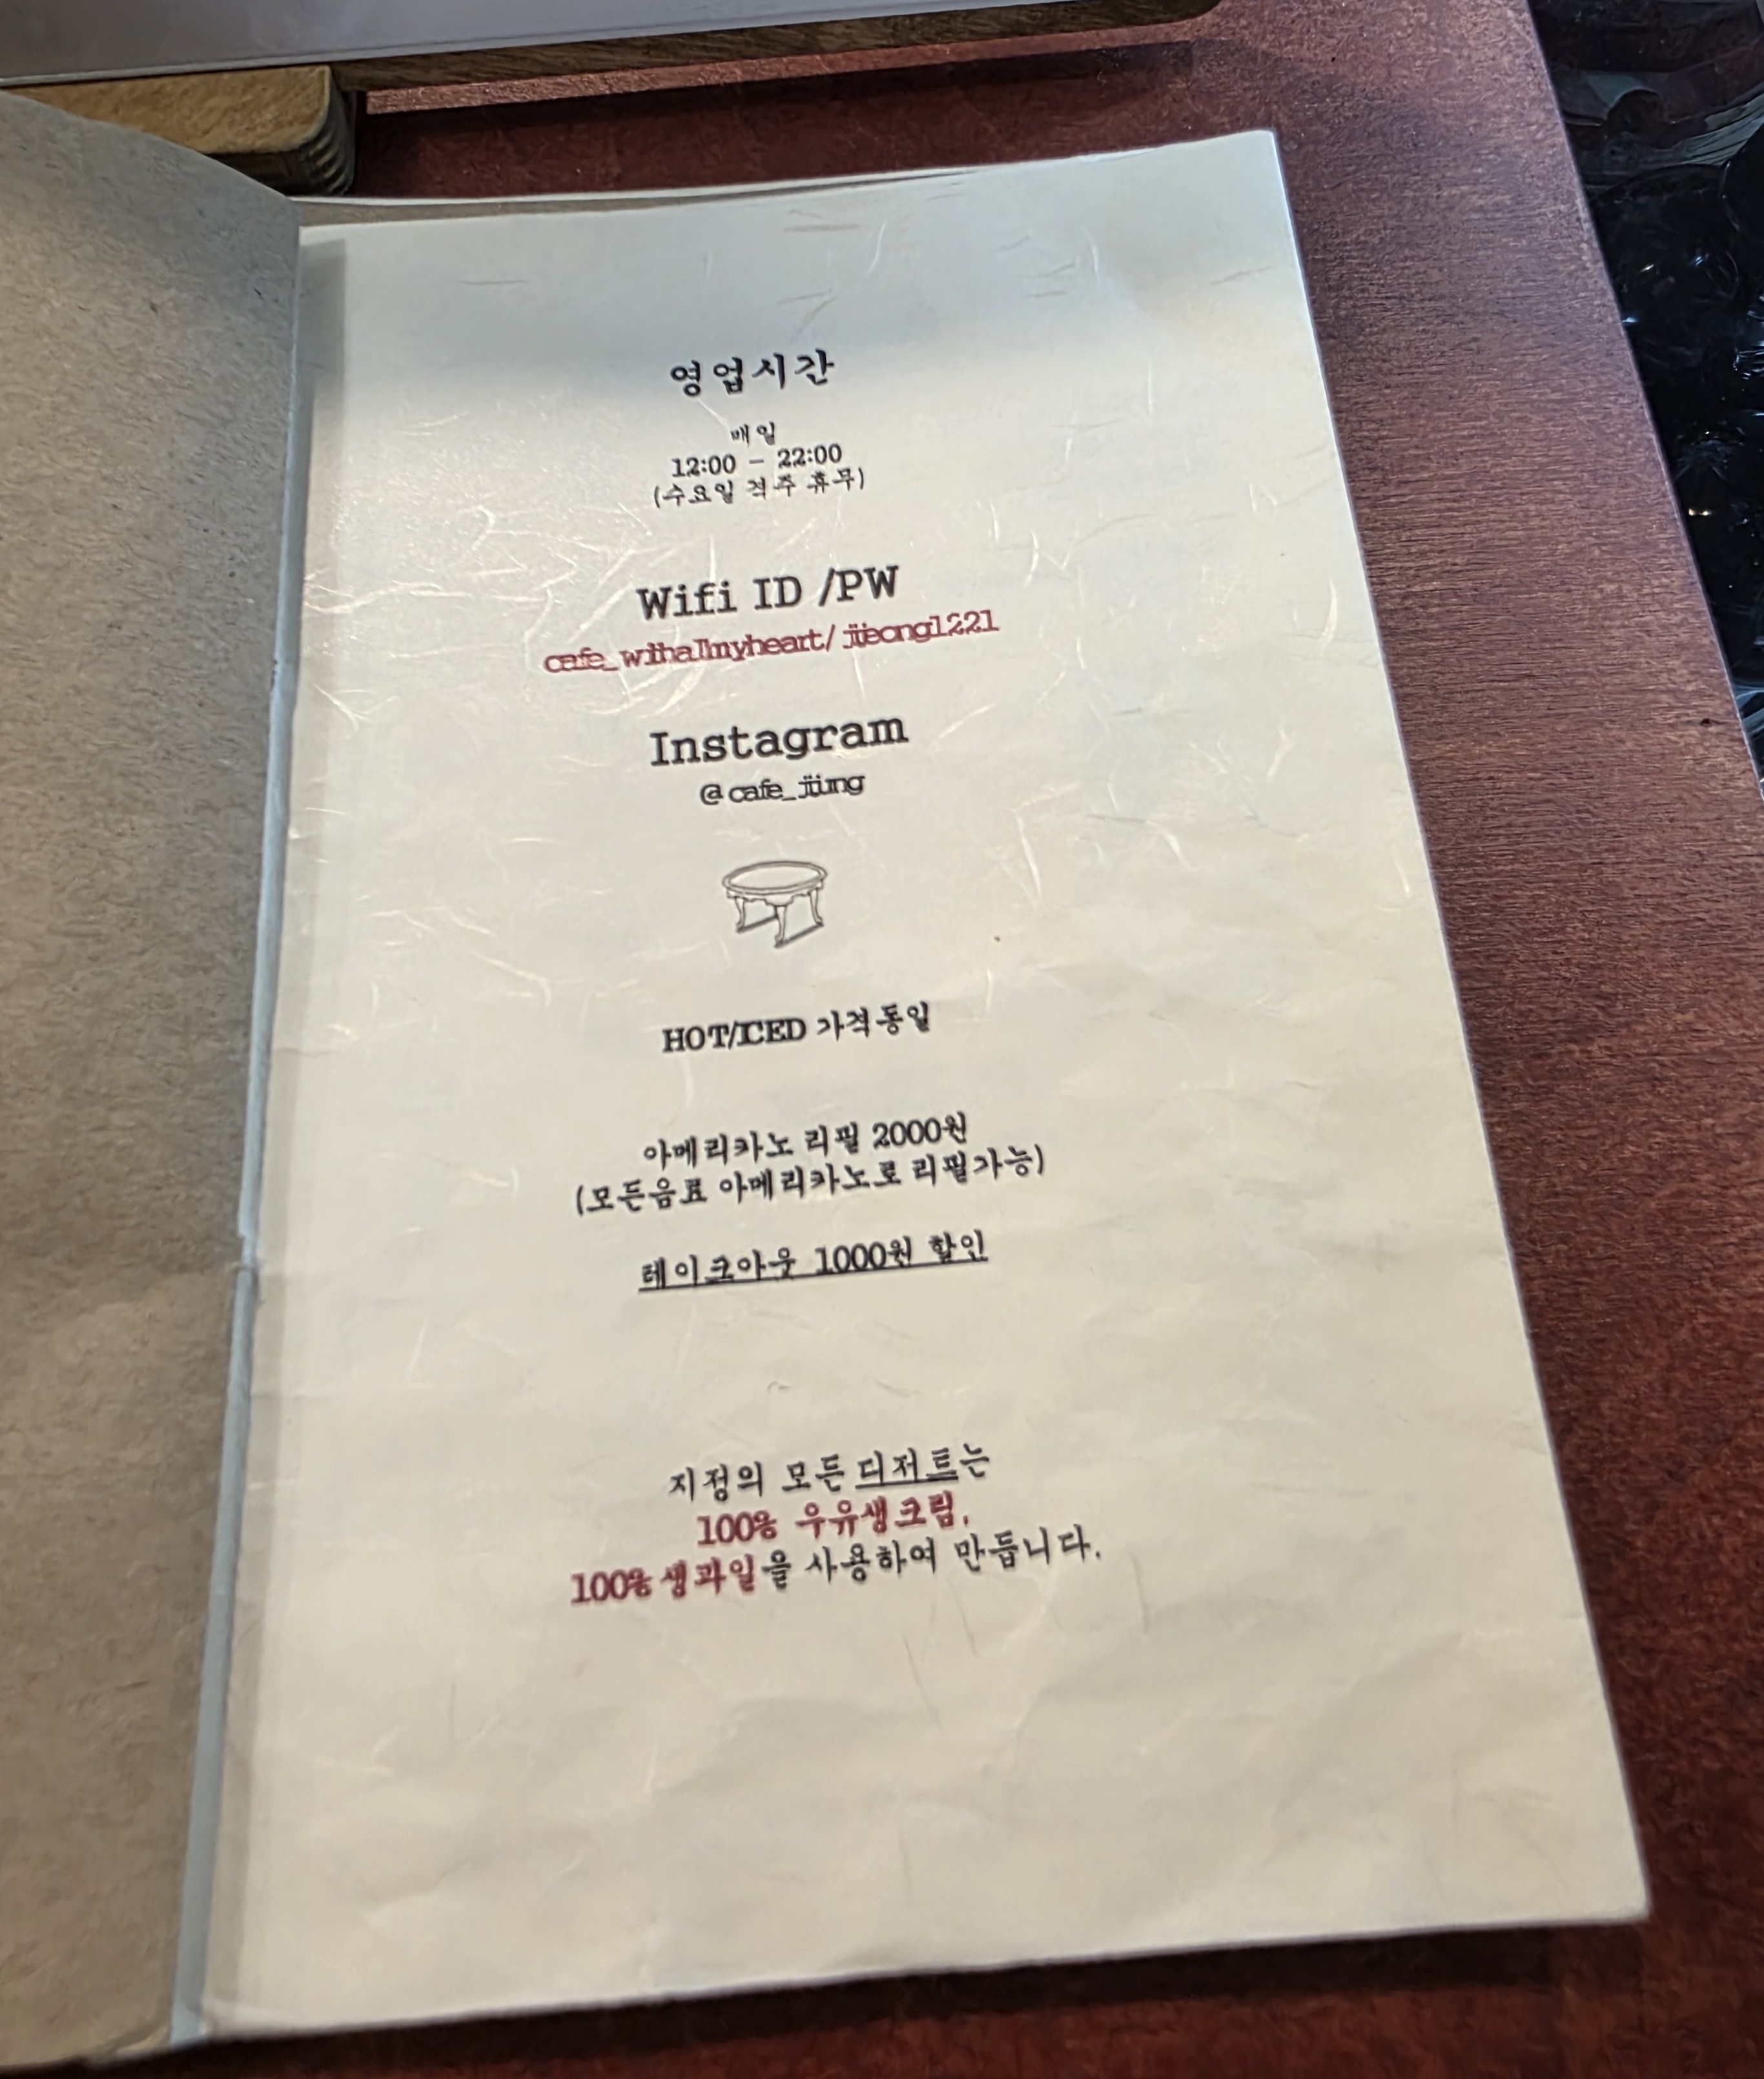 영업시간
매일
12:00 - 22:00
(수요일 격주 휴무)
Wifi ID /PW
Instagram
HOT/ICED 가격동일
아메리카노 리필 2000원
(모든음료 아메리카노로 리필가능)
테이크아웃 1000원 할인
지정의 모든 디저트는
100% 우유생크림,
100% 생과일을 사용하여 만듭니다.